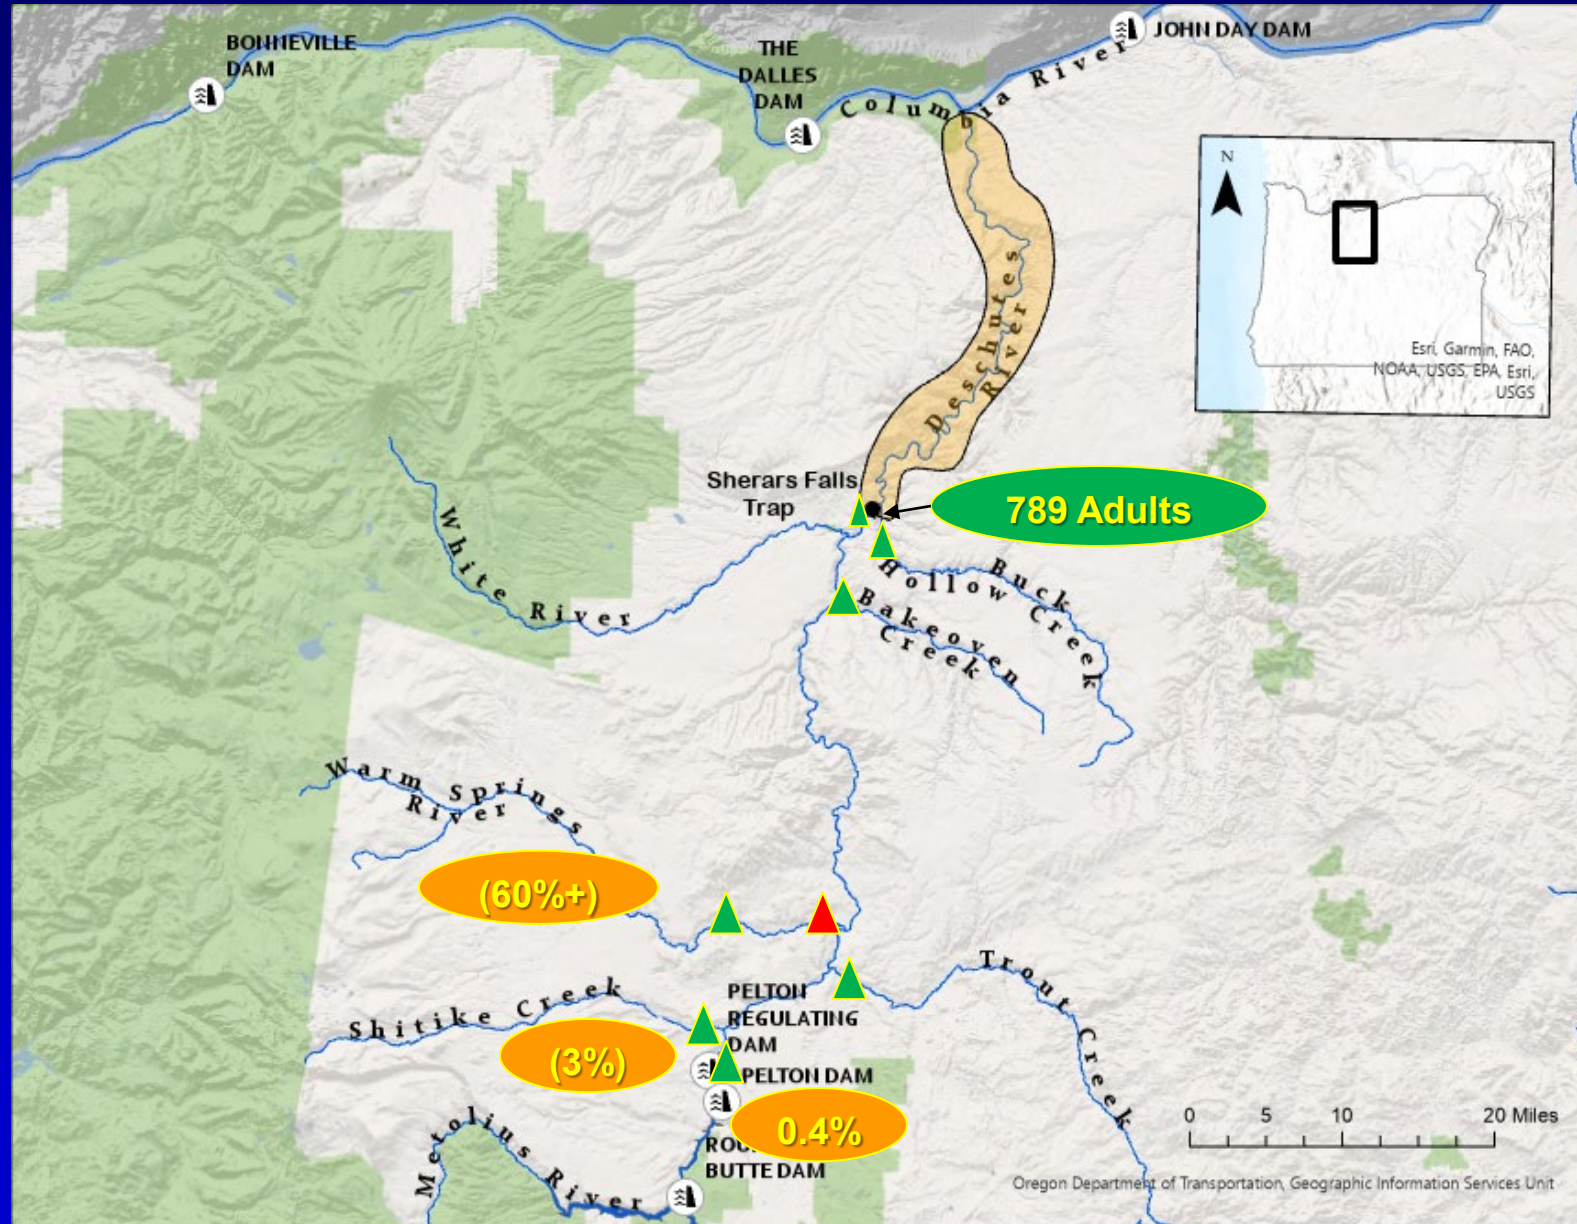 BONNEVILLE
DAM
THE
DALLES
DAM
JOHN DAY DAM
Columbia River
N
Esri, Garmin, FAO,
NOAA, USGS, EPA, Esri,
USGS
Deschutes
River
Sherars Falls
Trap
789 Adults
White River
Buck
Hollow Creek
Bakeoven
Creek
Warm Springs
River
(60%+)
Trout Creek
Shitike Creek
PELTON
REGULATING
DAM
(3%)
PELTON DAM
0.4%
BUTTE DAM
Metolius River
0 5 10 20 Miles
Oregon Department of Transportation, Geographic Information Services Unit